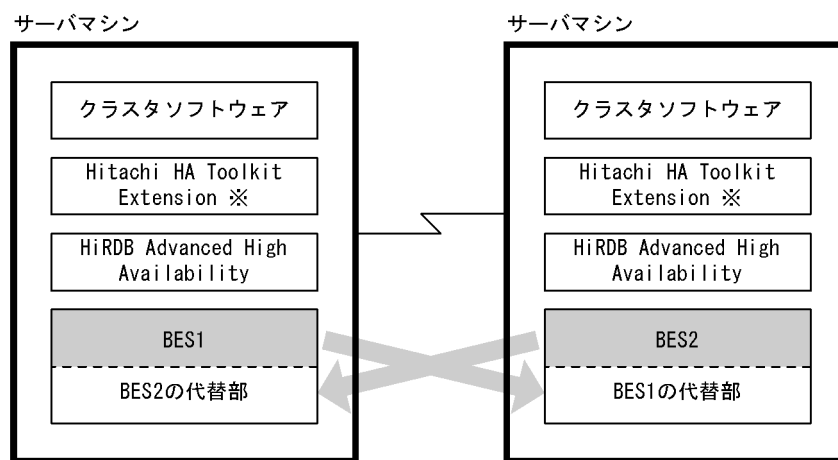 サーバマシン
クラスタソフトウェア
Hitachi HA Toolkit
Extension ※
HiRDB Advanced High
Availability
BES1
BES2の代替部
サーバマシン
クラスタソフトウェア
Hitachi HA Toolkit
Extension ※
HiRDB Advanced High
Availability
BES2
BES1の代替部